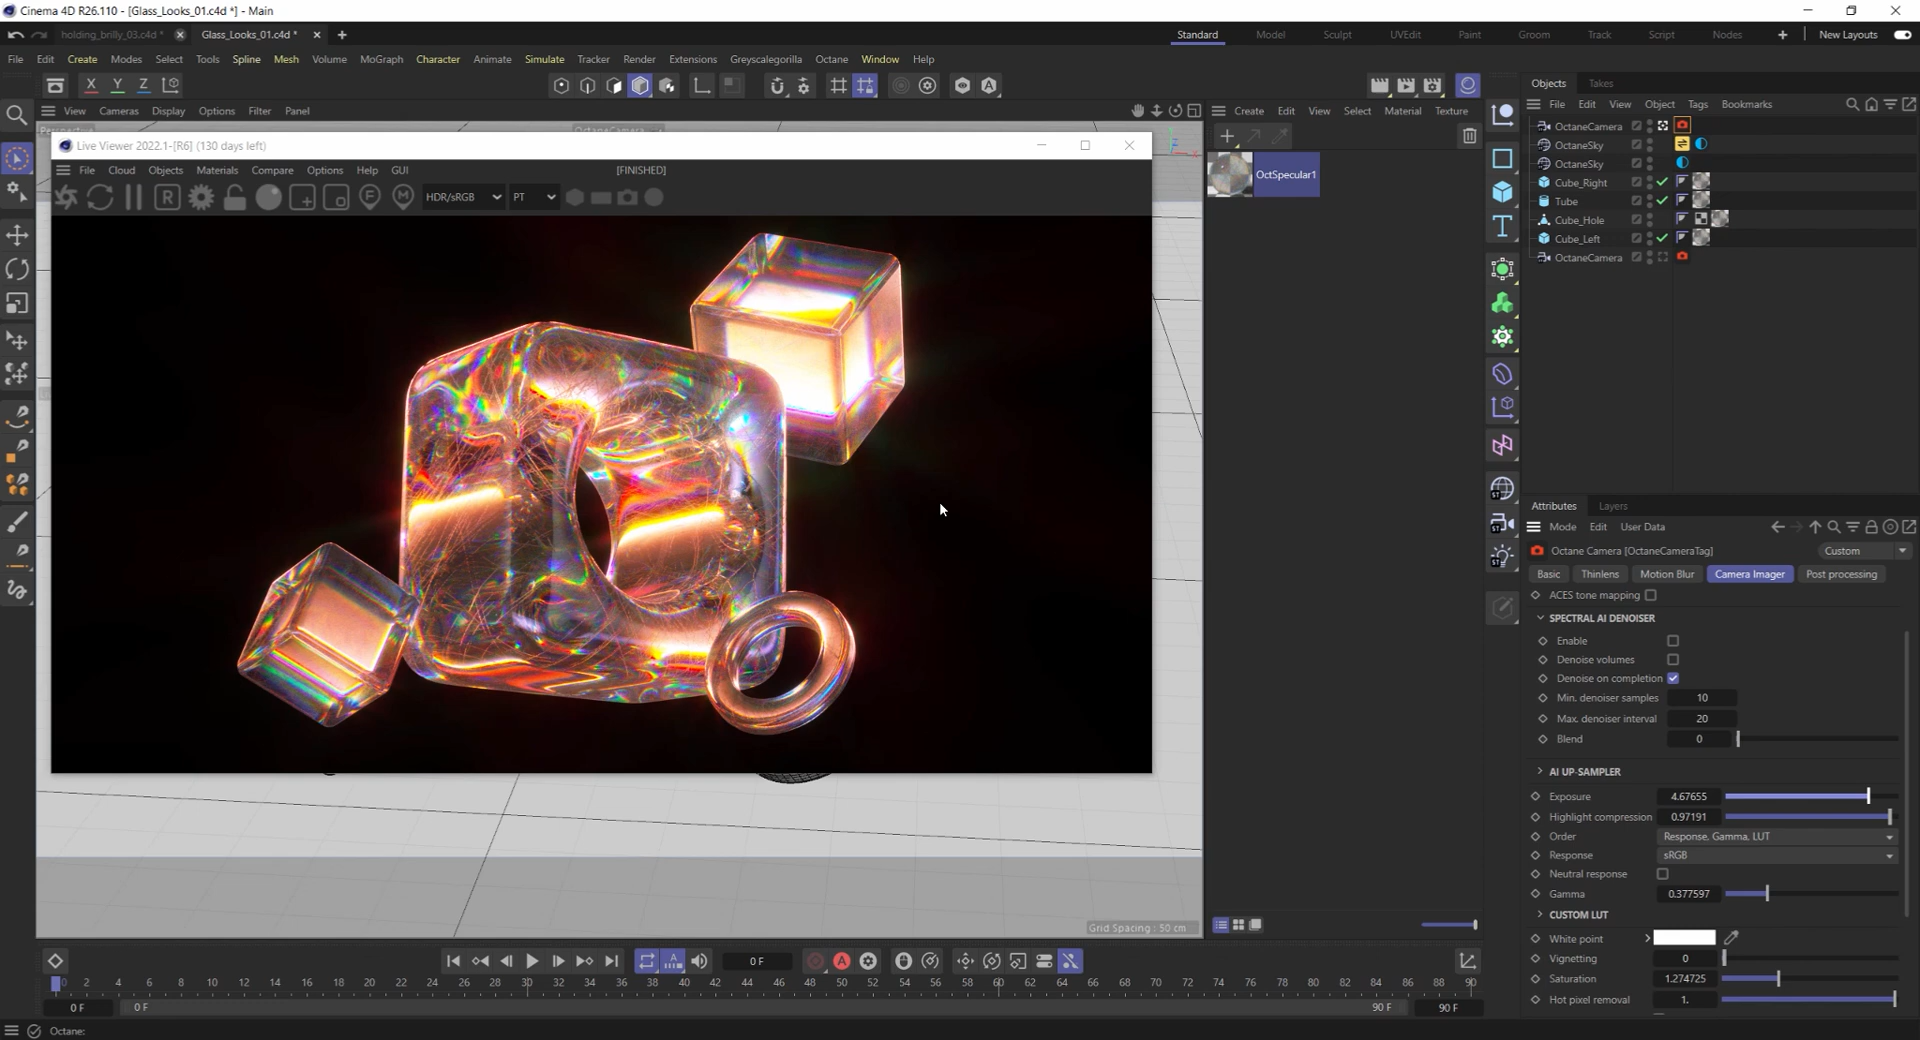 Cinema 4D R26.110 - [Glass_Looks_01.c4d *] - Main
holding_brilly_03.c4d *
Glass_Looks_01.c4d *
Standard Model Sculpt UVEdit Paint Groom Track Script Nodes New Layouts
File Edit Create Modes Select Tools Spline Mesh Volume MoGraph Character Animate Simulate Tracker Render Extensions Greyscalegorilla Octane Window Help
X Y Z
View Cameras Display Options Filter Panel
Live Viewer 2022.1-[R6] (130 days left)
File Cloud Objects Materials Compare Options Help GUI [FINISHED]
HDR/sRGB PT
Grid Spacing : 50 cm
Create Edit View Select Material Texture
OctSpecular1
Objects Takes
File Edit View Object Tags Bookmarks
OctaneCamera
OctaneSky
OctaneSky
Cube_Right
Tube
Cube_Hole
Cube_Left
OctaneCamera
Attributes Layers
Mode Edit User Data
Octane Camera [OctaneCameraTag] Custom
Basic Thinlens Motion Blur Camera Imager Post processing
ACES tone mapping
SPECTRAL AI DENOISER
Enable
Denoise volumes
Denoise on completion
Min. denoiser samples 10
Max. denoiser interval 20
Blend 0
AI UP-SAMPLER
Exposure 4.67655
Highlight compression 0.97191
Order Response, Gamma, LUT
Response sRGB
Neutral response
Gamma 0.377597
CUSTOM LUT
White point
Vignetting 0
Saturation 1.274725
Hot pixel removal 1.
0 F
0 2 4 6 8 10 12 14 16 18 20 22 24 26 28 30 32 34 36 38 40 42 44 46 48 50 52 54 56 58 60 62 64 66 68 70 72 74 76 78 80 82 84 86 88 90
0 F 0 F 90 F 90 F
Octane: